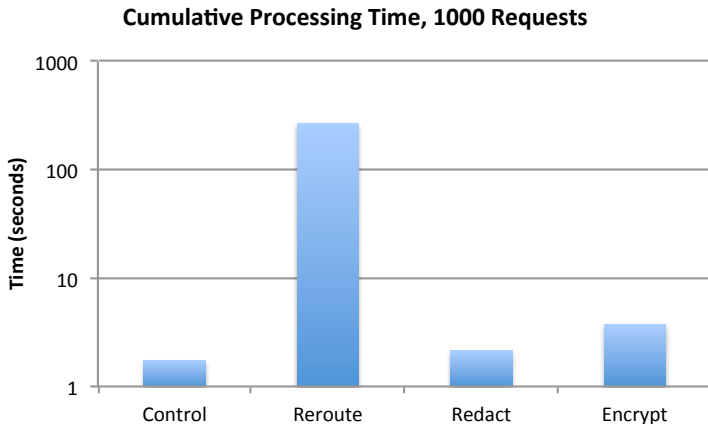 Cumulative Processing Time, 1000 Requests
1000
100
10
1
Time (seconds)
Control Reroute Redact Encrypt